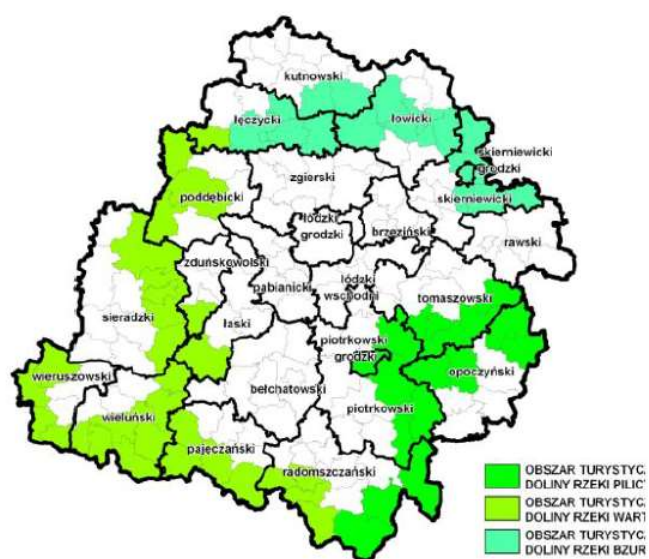 kutnowski
łęczycki
łowicki
skierniewicki
grodzki
zgierski
poddębicki
skierniewicki
łódzki
grodzki
brzeziński
rawski
zduńskowolski
pabianicki
łódzki
wschodni
tomaszowski
sieradzki
łaski
piotrkowski
grodzki
opoczyński
wieruszowski
bełchatowski
wieluński
piotrkowski
pajęczański
radomszczański
OBSZAR TURYSTYC
DOLINY RZEKI PILIC
OBSZAR TURYSTYC
DOLINY RZEKI WART
OBSZAR TURYSTYC
DOLINY RZEKI BZUR